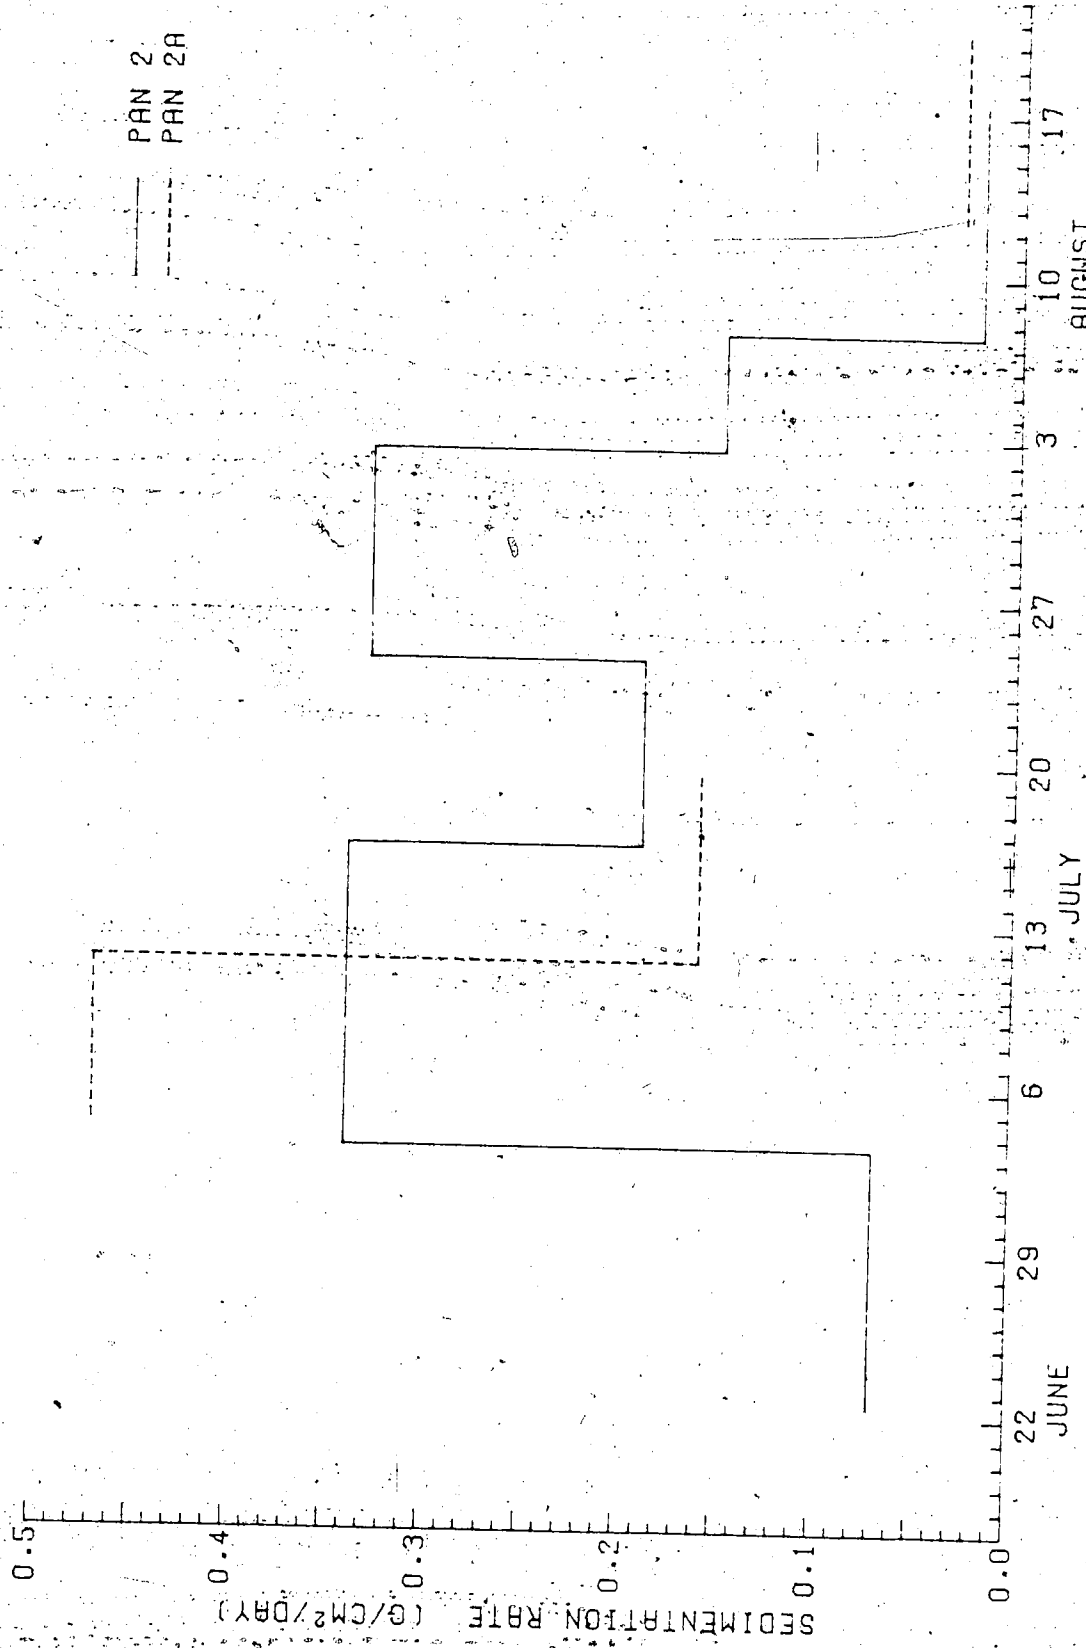 PAN 2
PAN 2A
SEDIMENTATION RATE (G/CM²/DAY)
0.5
0.4
0.3
0.2
0.1
0.0
22
29
6
13
20
27
3
10
17
JUNE
JULY
AUGUST